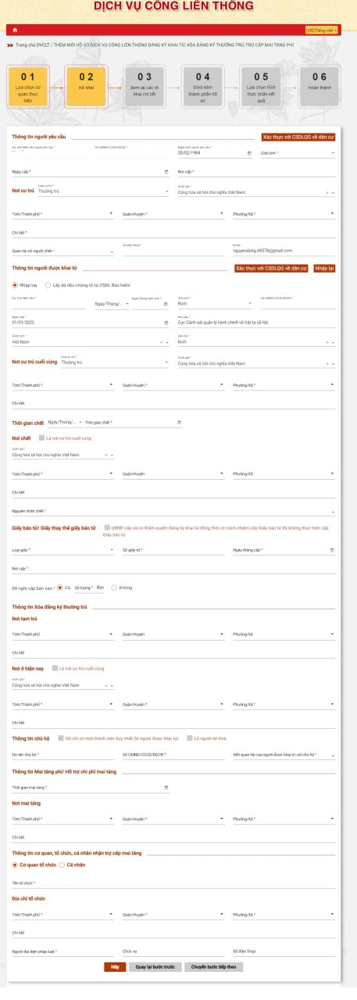 DỊCH VỤ CÔNG LIÊN THÔNG
(VIE)Tiếng việt
Trang chủ DVCLT / THÊM MỚI HỒ SƠ DỊCH VỤ CÔNG LIÊN THÔNG ĐĂNG KÝ KHAI TỬ, XÓA ĐĂNG KÝ THƯỜNG TRÚ, TRỢ CẤP MAI TÁNG PHÍ
0 1 0 2 0 3 0 4 0 5 0 6
Lựa chọn cơ quan thực hiện
Kê khai
Xem lại các tờ khai chi tiết
Đính kèm thành phần hồ sơ
Lựa chọn hình thức nhận kết quả
Hoàn thành
Thông tin người yêu cầu Xác thực với CSDLQG về dân cư
Họ, chữ đệm, tên người yêu cầu * Số CMND/CCCD/ĐDCN * Ngày sinh người yêu cầu *
28/02/1984 Giới tính *
Ngày cấp * Nơi cấp *
Nơi cư trú Loại cư trú * Quốc gia *
Thường trú Cộng hòa xã hội chủ nghĩa Việt Nam
Tỉnh/Thành phố * Quận/Huyện * Phường/Xã *
Chi tiết *
Quan hệ với người chết * Số điện thoại * Email
nguyendung.it8578@gmail.com
Thông tin người được khai tử Xác thực với CSDLQG về dân cư Nhập lại
Nhập tay Lấy dữ liệu chứng tử từ CSDL Bảo hiểm
Họ, chữ đệm, tên * Ngày/Tháng/... Ngày tháng năm sinh * Giới tính * Số CMND/CCCD/ĐDCN *
Nam
Ngày cấp * Nơi cấp *
01/01/2022 Cục Cảnh sát quản lý hành chính về trật tự xã hội
Quốc tịch * Dân tộc *
Việt Nam Kinh
Nơi cư trú cuối cùng Loại cư trú * Quốc gia *
Thường trú Cộng hòa xã hội chủ nghĩa Việt Nam
Tỉnh/Thành phố * Quận/Huyện * Phường/Xã *
Chi tiết
Thời gian chết Ngày/Tháng/... Thời gian chết *
Nơi chết Là nơi cư trú cuối cùng
Quốc gia *
Cộng hòa xã hội chủ nghĩa Việt Nam
Tỉnh/Thành phố * Quận/Huyện Phường/Xã
Chi tiết
Nguyên nhân chết *
Giấy báo tử/ Giấy thay thế giấy báo tử UBND cấp xã có thẩm quyền đăng ký khai tử đồng thời có trách nhiệm cấp Giấy báo tử thì không thực hiện cấp
Giấy báo tử
Loại giấy * Số giấy tờ * Ngày tháng cấp *
Nơi cấp *
Đề nghị cấp bản sao * Có Số lượng * Bản Không
Thông tin Xóa đăng ký thường trú
Nơi tạm trú
Tỉnh/Thành phố Quận/Huyện Phường/Xã
Chi tiết
Nơi ở hiện nay Là nơi cư trú cuối cùng
Quốc gia *
Cộng hòa xã hội chủ nghĩa Việt Nam
Tỉnh/Thành phố * Quận/Huyện * Phường/Xã *
Chi tiết
Thông tin chủ hộ Hộ chỉ có một thành viên duy nhất (là người được khai tử) Là người kê khai
Họ tên chủ hộ * Số CMND/CCCD/ĐDCN * Mối quan hệ của người được khai tử với chủ hộ *
Thông tin Mai táng phí/ Hỗ trợ chi phí mai táng
Thời gian mai táng *
Nơi mai táng
Tỉnh/Thành phố * Quận/Huyện * Phường/Xã *
Chi tiết
Thông tin cơ quan, tổ chức, cá nhân nhận trợ cấp mai táng
Cơ quan tổ chức Cá nhân
Tên tổ chức *
Địa chỉ tổ chức
Tỉnh/Thành phố * Quận/Huyện * Phường/Xã *
Chi tiết
Người đại diện pháp luật * Chức vụ Số điện thoại
Hủy Quay lại bước trước Chuyển bước tiếp theo